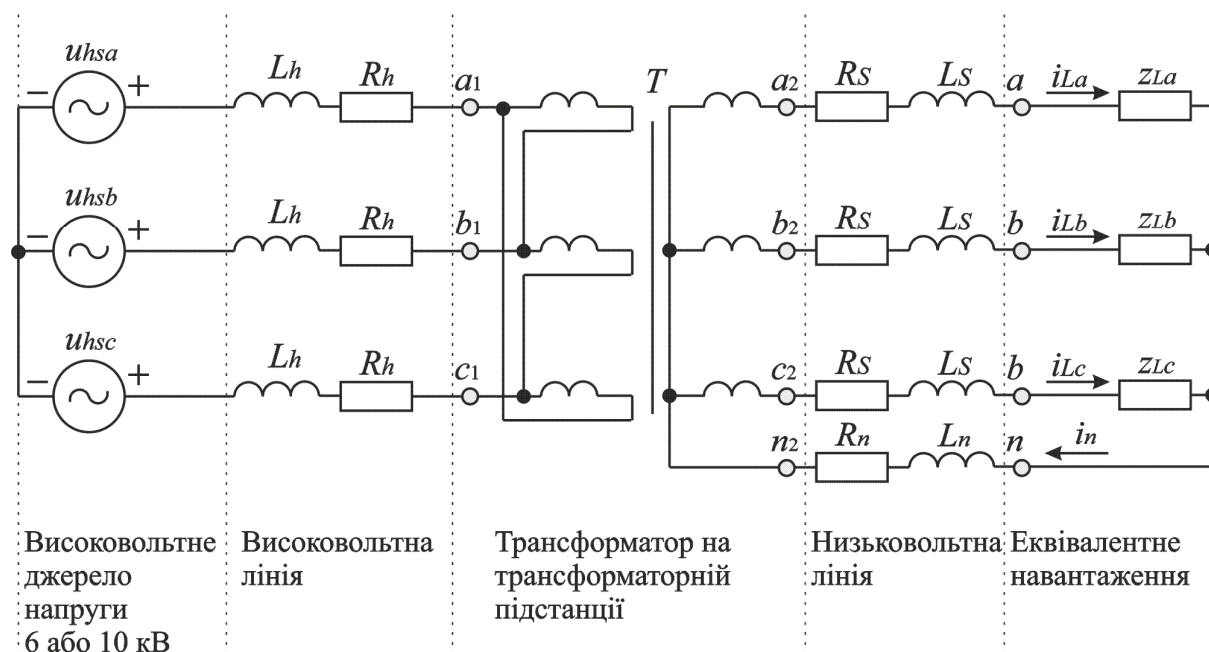 uhsa
− +
Lh Rh a1 T a2 RS LS a iLa zLa
uhsb
− +
Lh Rh b1 b2 RS LS b iLb zLb
uhsc
− +
Lh Rh c1 c2 RS LS b iLc zLc
n2 Rn Ln n in
Високовольтне
джерело
напруги
6 або 10 кВ
Високовольтна
лінія
Трансформатор на
трансформаторній
підстанції
Низьковольтна
лінія
Еквівалентне
навантаження